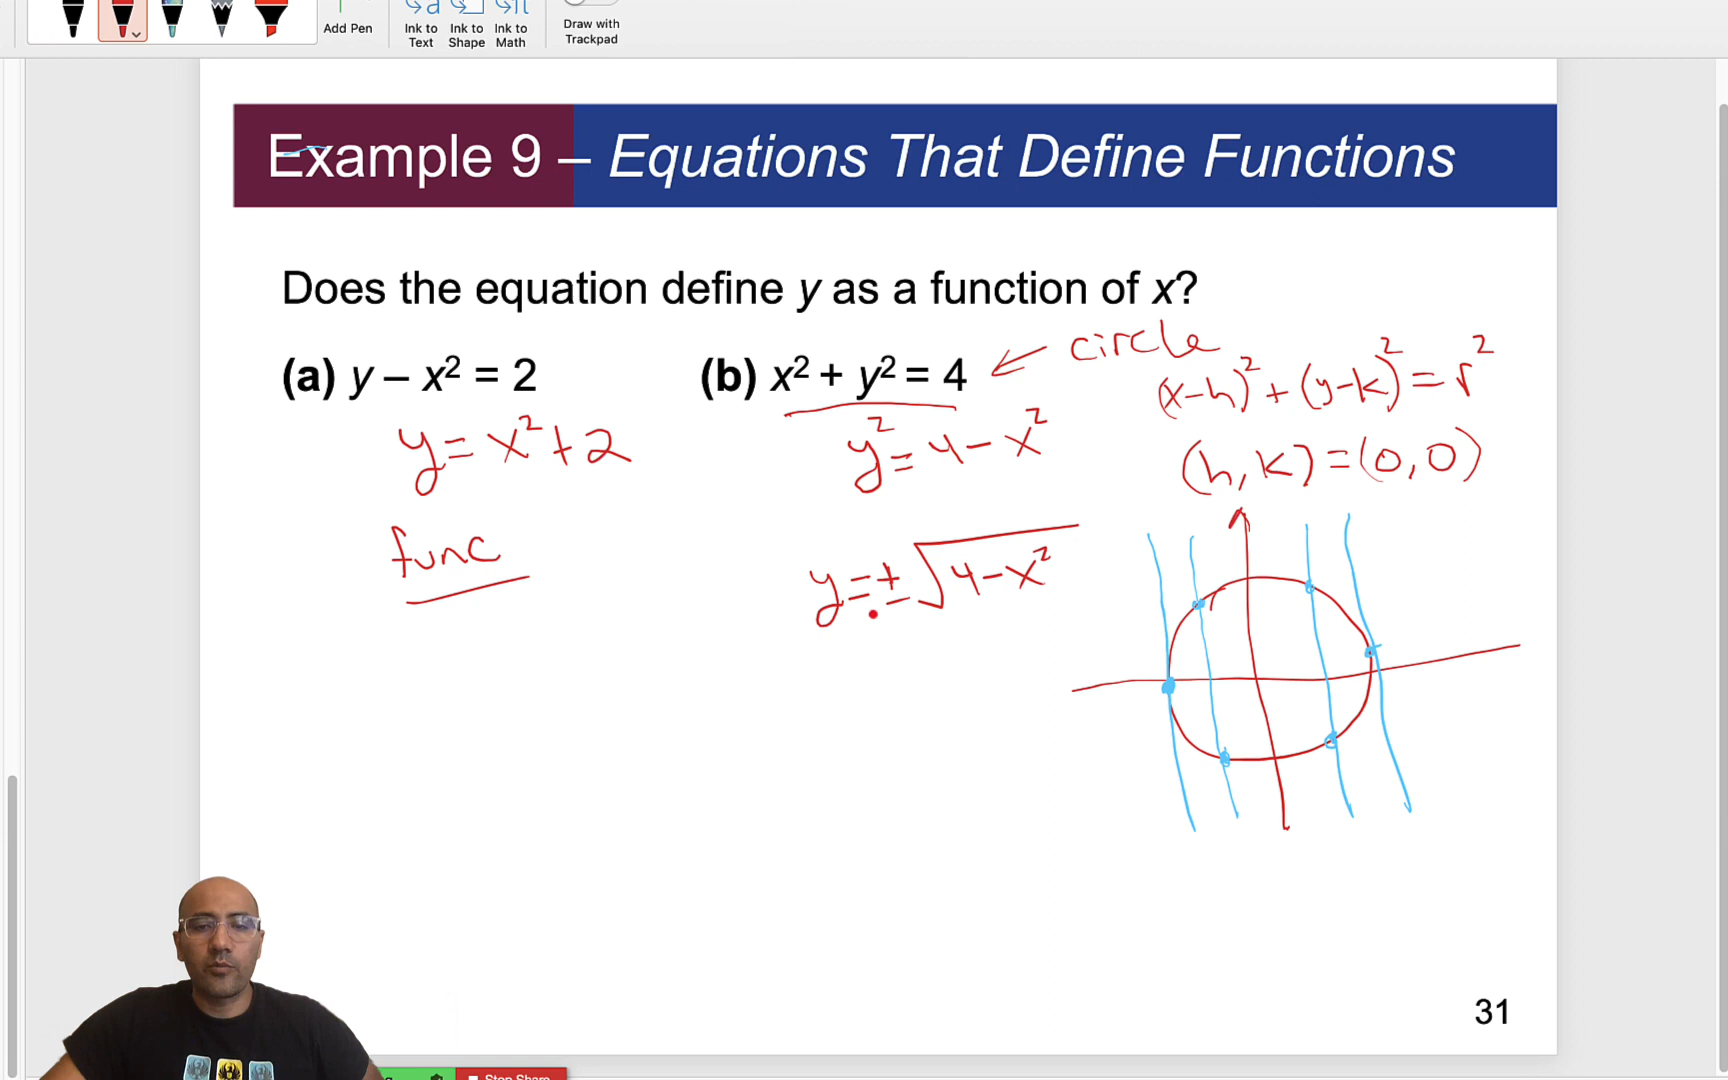 Add Pen
Ink to Text
Ink to Shape
Ink to Math
Draw with Trackpad
Example 9 – Equations That Define Functions
Does the equation define y as a function of x?
(a) y – x² = 2
(b) x² + y² = 4
circle
(x-h)² + (y-k)² = r²
y = x² + 2
y² = 4 - x²
(h, k) = (0, 0)
func
y = ± √4 - x²
31
Stop Share